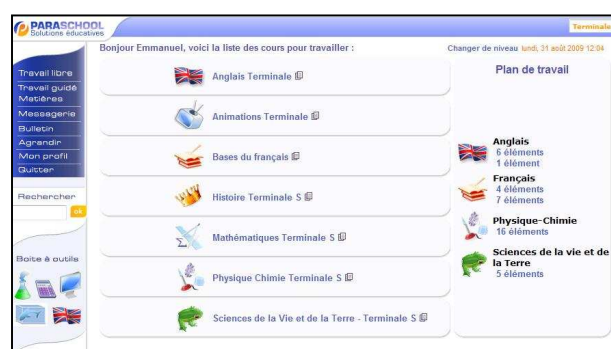 PARASCHOOL
Solutions éducatives
Terminale
Bonjour Emmanuel, voici la liste des cours pour travailler :
Changer de niveau lundi, 31 août 2009 12:04
Travail libre
Travail guidé
Matières
Messagerie
Bulletin
Agrandir
Mon profil
Quitter
Rechercher
ok
Boite à outils
Anglais Terminale
Animations Terminale
Bases du français
Histoire Terminale S
Mathématiques Terminale S
Physique Chimie Terminale S
Sciences de la Vie et de la Terre - Terminale S
Plan de travail
Anglais
6 éléments
1 élément
Français
4 éléments
7 éléments
Physique-Chimie
16 éléments
Sciences de la vie et de
la Terre
5 éléments